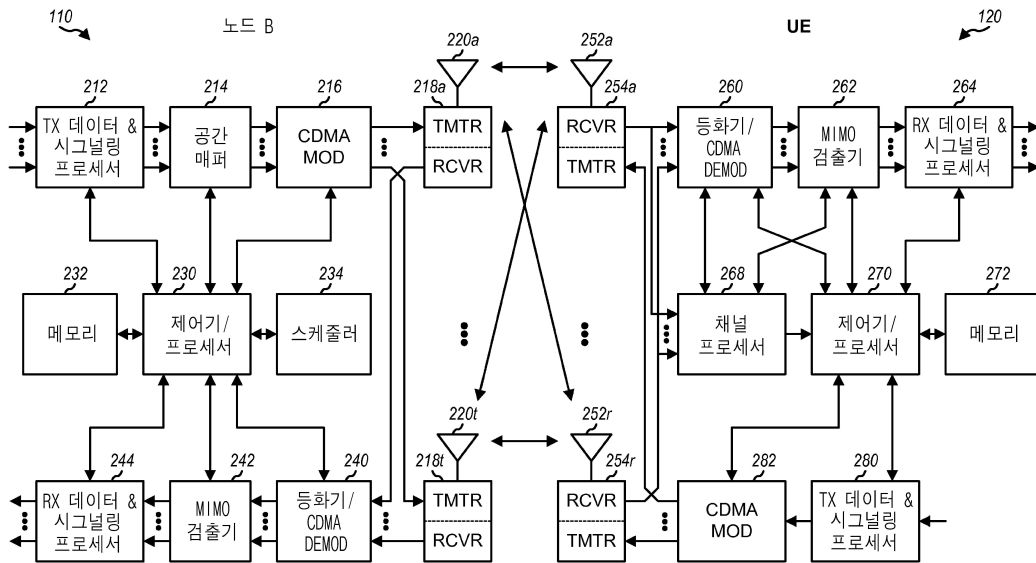 110
노드 B
UE
120
220a
252a
212
214
216
218a
254a
260
262
264
TX 데이터 &
시그널링
프로세서
공간
매퍼
CDMA
MOD
TMTR
RCVR
RCVR
TMTR
등화기/
CDMA
DEMOD
MIMO
검출기
RX 데이터 &
시그널링
프로세서
232
230
234
268
270
272
메모리
제어기/
프로세서
스케줄러
채널
프로세서
제어기/
프로세서
메모리
220t
252r
244
242
240
218t
254r
282
280
RX 데이터 &
시그널링
프로세서
MIMO
검출기
등화기/
CDMA
DEMOD
TMTR
RCVR
RCVR
TMTR
CDMA
MOD
TX 데이터 &
시그널링
프로세서